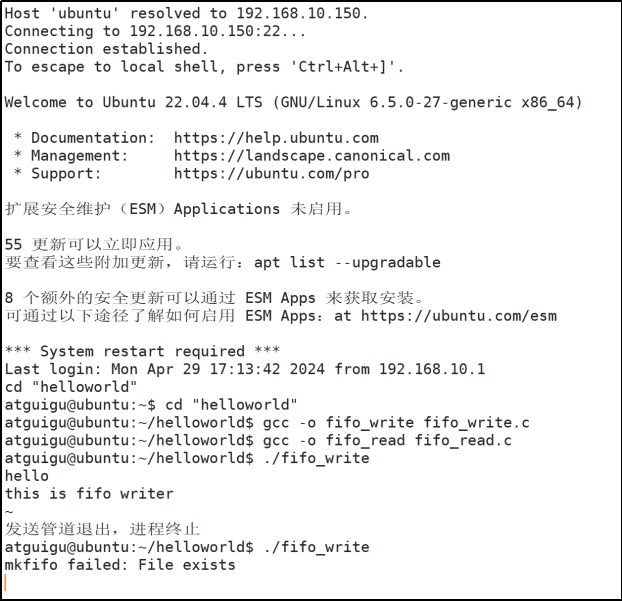 Host 'ubuntu' resolved to 192.168.10.150.
Connecting to 192.168.10.150:22...
Connection established.
To escape to local shell, press 'Ctrl+Alt+]'.
Welcome to Ubuntu 22.04.4 LTS (GNU/Linux 6.5.0-27-generic x86_64)
* Documentation:  https://help.ubuntu.com
* Management:     https://landscape.canonical.com
* Support:        https://ubuntu.com/pro
扩展安全维护（ESM）Applications 未启用。
55 更新可以立即应用。
要查看这些附加更新，请运行：apt list --upgradable
8 个额外的安全更新可以通过 ESM Apps 来获取安装。
可通过以下途径了解如何启用 ESM Apps：at https://ubuntu.com/esm
*** System restart required ***
Last login: Mon Apr 29 17:13:42 2024 from 192.168.10.1
cd "helloworld"
atguigu@ubuntu:~$ cd "helloworld"
atguigu@ubuntu:~/helloworld$ gcc -o fifo_write fifo_write.c
atguigu@ubuntu:~/helloworld$ gcc -o fifo_read fifo_read.c
atguigu@ubuntu:~/helloworld$ ./fifo_write
hello
this is fifo writer
~
发送管道退出，进程终止
atguigu@ubuntu:~/helloworld$ ./fifo_write
mkfifo failed: File exists